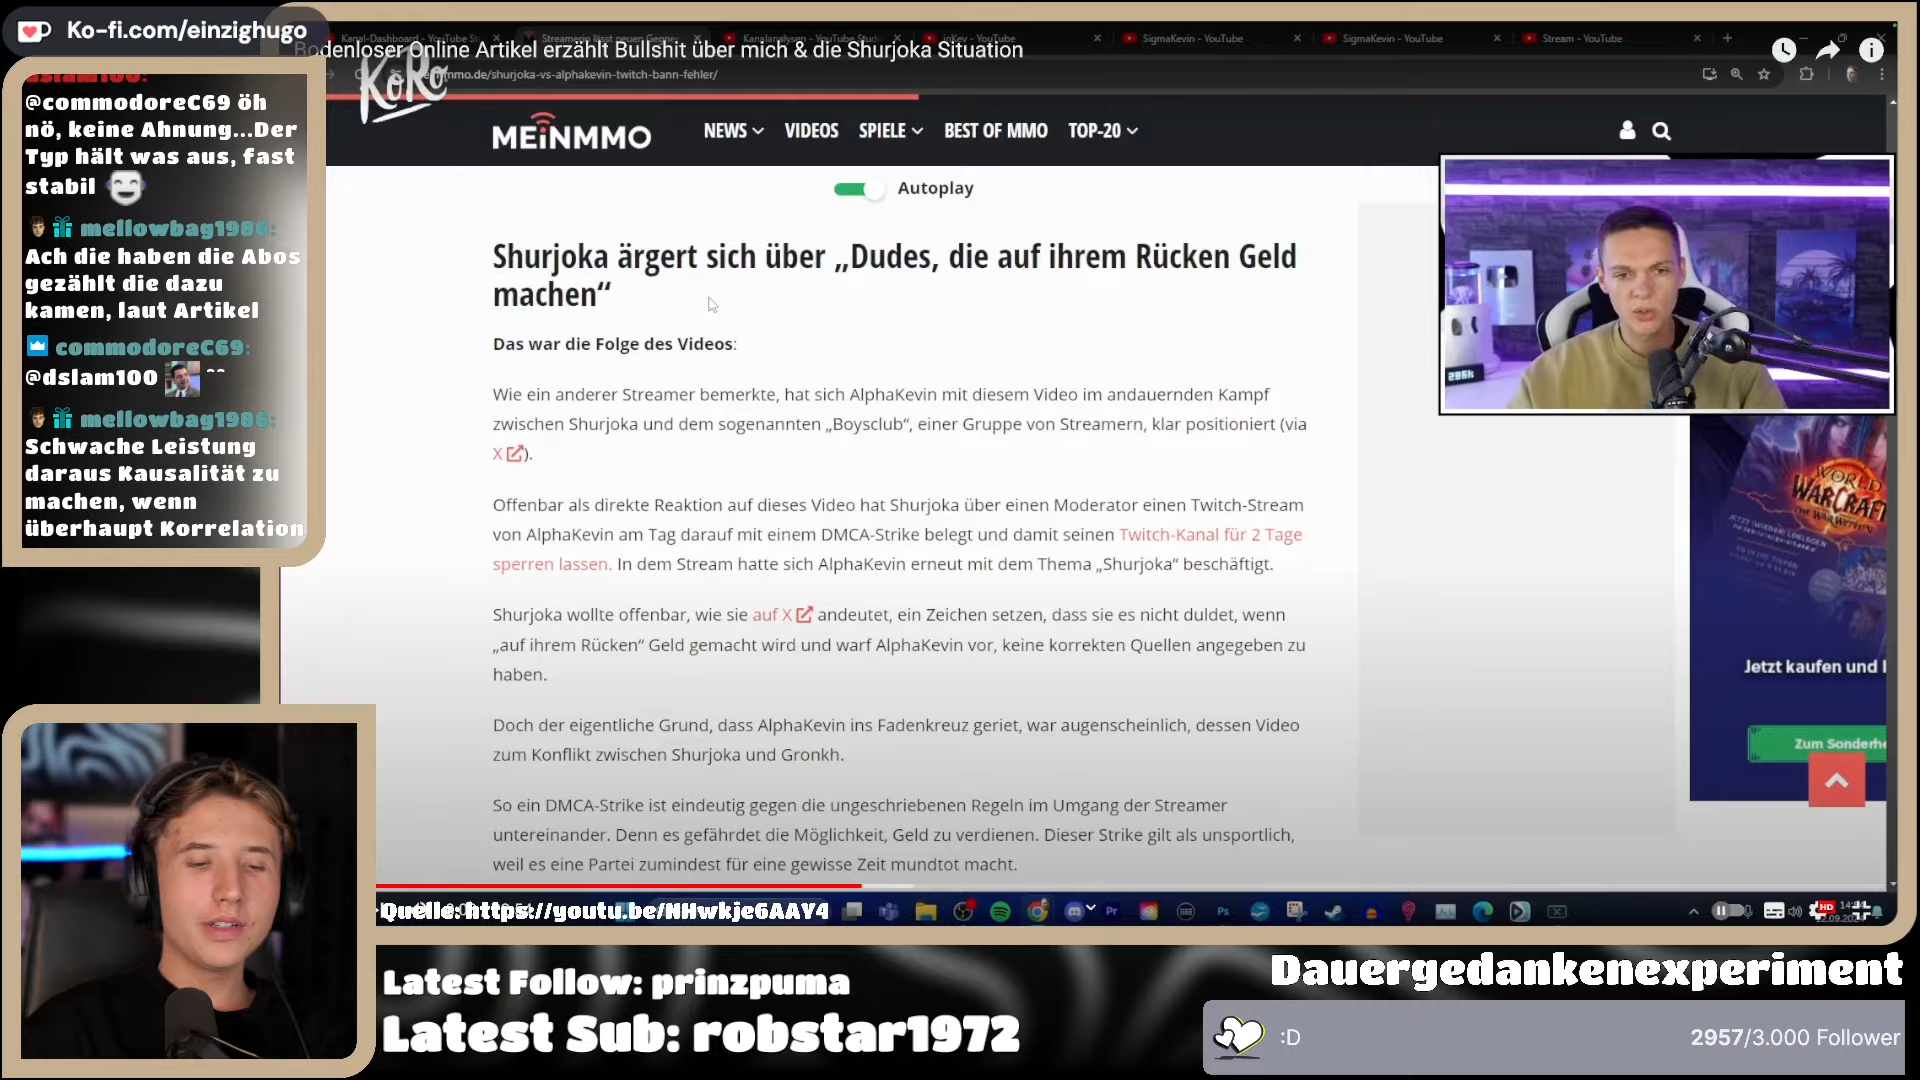 Ko-fi.com/einzighugo
Bodenloser Online Artikel erzählt Bullshit über mich & die Shurjoka Situation
Kanal-Dashboard - YouTube St
Kanalanalysen - YouTube Studi
SigmaKevin - YouTube
SigmaKevin - YouTube
Stream - YouTube
mmo.de/shurjoka-vs-alphakevin-twitch-bann-fehler/
KoRo
MEiNMMO
NEWS
VIDEOS
SPIELE
BEST OF MMO
TOP-20
Autoplay
dslam100:
@commodoreC69 öh
nö, keine Ahnung...Der
Typ hält was aus, fast
stabil
mellowbag1986:
Ach die haben die Abos
gezählt die dazu
kamen, laut Artikel
commodoreC69:
@dslam100 ^^
mellowbag1986:
Schwache Leistung
daraus Kausalität zu
machen, wenn
überhaupt Korrelation
Shurjoka ärgert sich über „Dudes, die auf ihrem Rücken Geld
machen“
Das war die Folge des Videos:
Wie ein anderer Streamer bemerkte, hat sich AlphaKevin mit diesem Video im andauernden Kampf
zwischen Shurjoka und dem sogenannten „Boysclub“, einer Gruppe von Streamern, klar positioniert (via
X).
Offenbar als direkte Reaktion auf dieses Video hat Shurjoka über einen Moderator einen Twitch-Stream
von AlphaKevin am Tag darauf mit einem DMCA-Strike belegt und damit seinen Twitch-Kanal für 2 Tage
sperren lassen. In dem Stream hatte sich AlphaKevin erneut mit dem Thema „Shurjoka“ beschäftigt.
Shurjoka wollte offenbar, wie sie auf X andeutet, ein Zeichen setzen, dass sie es nicht duldet, wenn
„auf ihrem Rücken“ Geld gemacht wird und warf AlphaKevin vor, keine korrekten Quellen angegeben zu
haben.
Doch der eigentliche Grund, dass AlphaKevin ins Fadenkreuz geriet, war augenscheinlich, dessen Video
zum Konflikt zwischen Shurjoka und Gronkh.
So ein DMCA-Strike ist eindeutig gegen die ungeschriebenen Regeln im Umgang der Streamer
untereinander. Denn es gefährdet die Möglichkeit, Geld zu verdienen. Dieser Strike gilt als unsportlich,
weil es eine Partei zumindest für eine gewisse Zeit mundtot macht.
WORLD
WARCRAFT
THE WAR WITHIN
Jetzt kaufen und
Zum Sonderhe
Quelle: https://youtu.be/NHwkje6AAY4
HD
Latest Follow: prinzpuma
Latest Sub: robstar1972
Dauergedankenexperiment
:D
2957/3.000 Follower